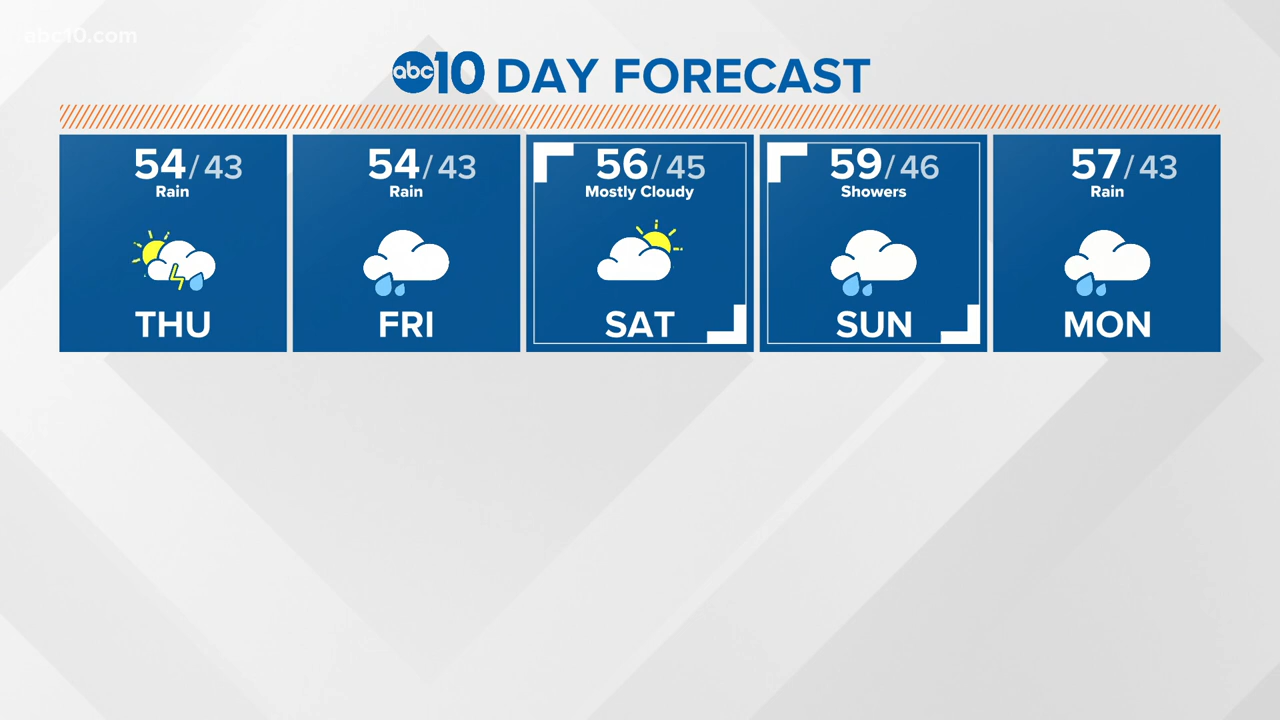 abc10.com
abc10 DAY FORECAST
54/43 54/43 56/45 59/46 57/43
Rain Rain Mostly Cloudy Showers Rain
THU FRI SAT SUN MON